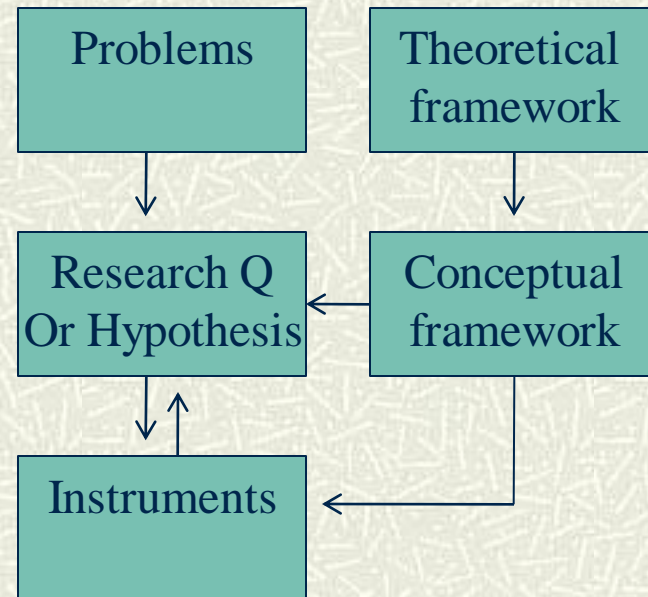 Problems
Theoretical
framework
Research Q
Or Hypothesis
Conceptual
framework
Instruments